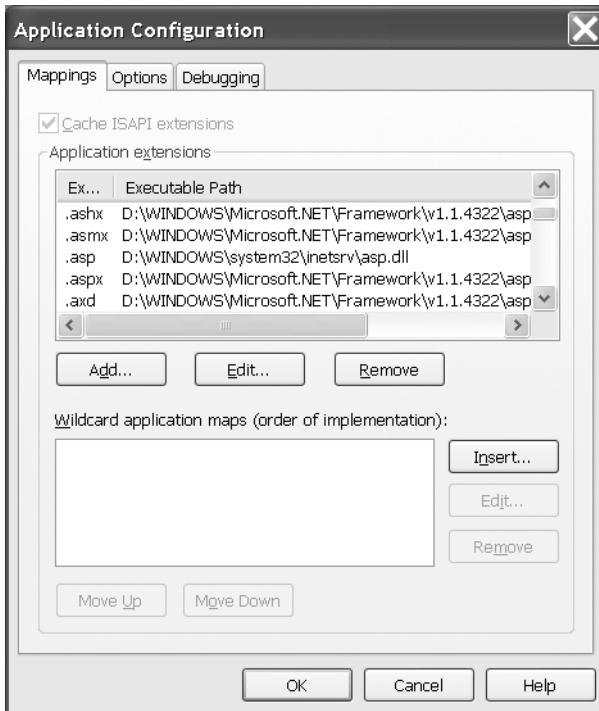 Application Configuration
Mappings Options Debugging
Cache ISAPI extensions
Application extensions
Ex... Executable Path
.ashx D:\WINDOWS\Microsoft.NET\Framework\v1.1.4322\asp
.asmx D:\WINDOWS\Microsoft.NET\Framework\v1.1.4322\asp
.asp D:\WINDOWS\system32\inetsrv\asp.dll
.aspx D:\WINDOWS\Microsoft.NET\Framework\v1.1.4322\asp
.axd D:\WINDOWS\Microsoft.NET\Framework\v1.1.4322\asp
Add... Edit... Remove
Wildcard application maps (order of implementation):
Insert...
Edit...
Remove
Move Up Move Down
OK Cancel Help